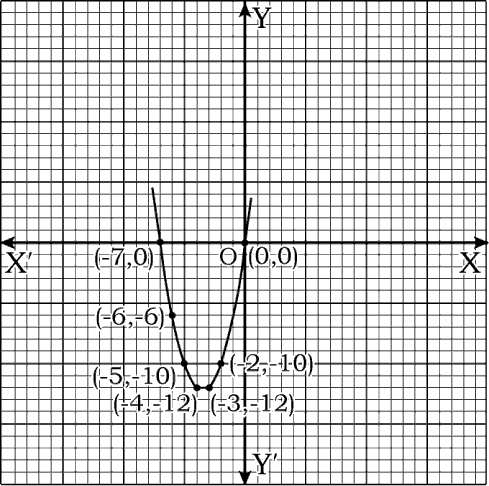 Y
X′ (-7,0) O (0,0) X
(-6,-6)
(-5,-10) (-2,-10)
(-4,-12) (-3,-12)
Y′